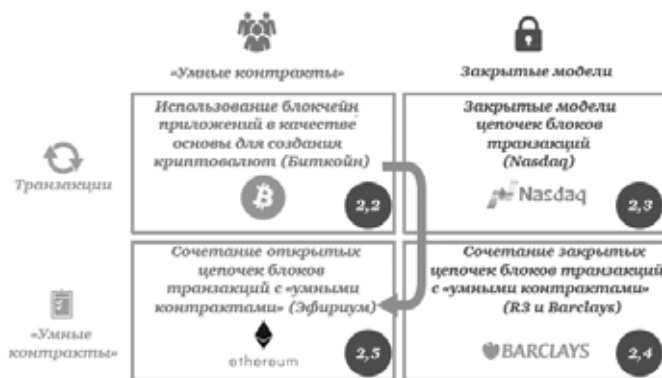 «Умные контракты»
Закрытые модели
Транзакции
Использование блокчейн
приложений в качестве
основы для создания
криптовалют (Биткойн)
2,2
Закрытые модели
цепочек блоков
транзакций
(Nasdaq)
Nasdaq
2,3
«Умные
контракты»
Сочетание открытых
цепочек блоков
транзакций с «умными
контрактами» (Эфириум)
ethereum
2,5
Сочетание закрытых
цепочек блоков транзакций
с «умными контрактами»
(R3 и Barclays)
BARCLAYS
2,4